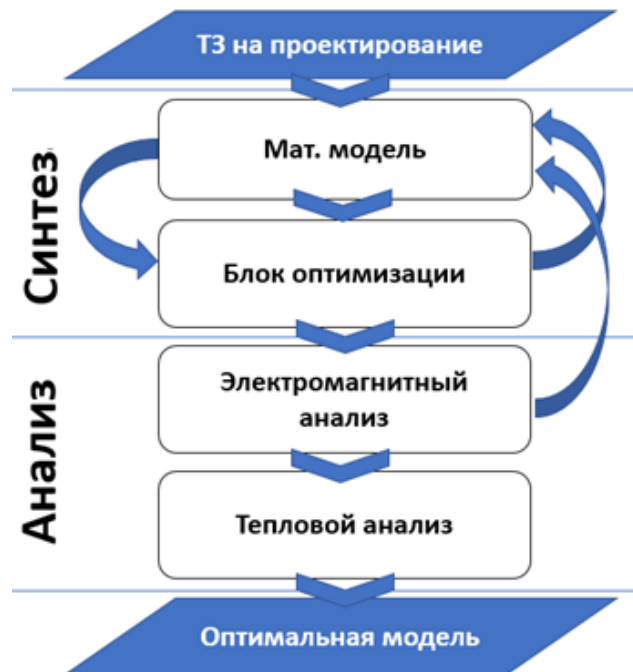 ТЗ на проектирование
Синтез
Мат. модель
Блок оптимизации
Анализ
Электромагнитный
анализ
Тепловой анализ
Оптимальная модель